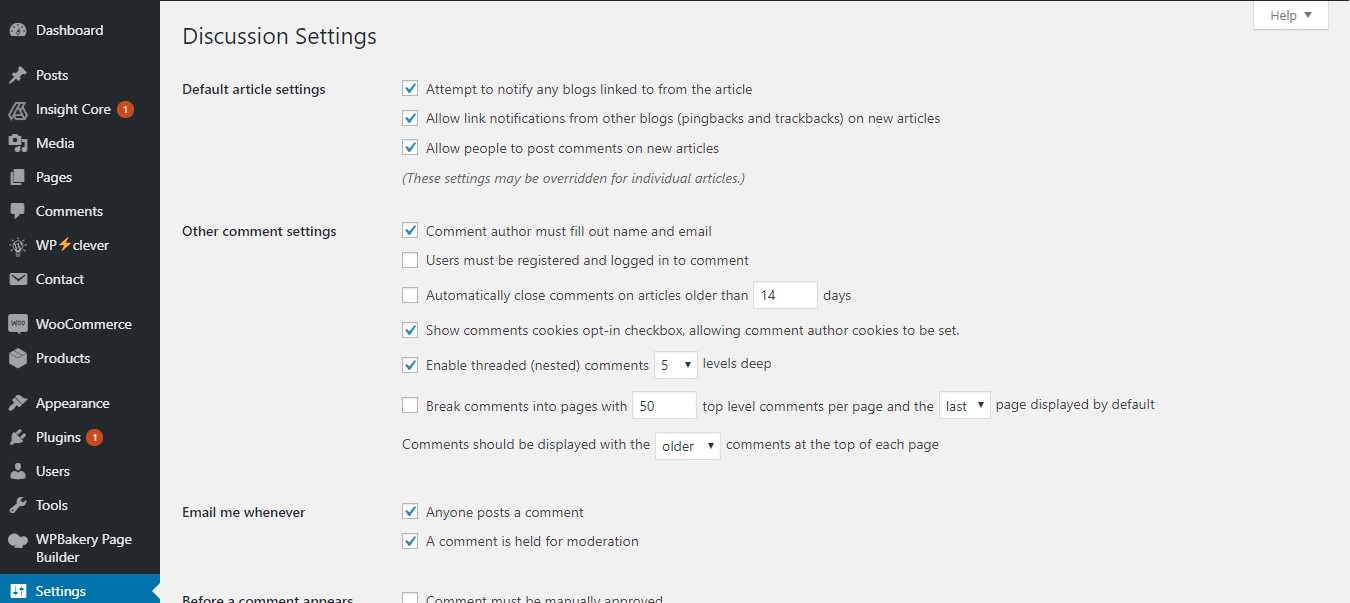 Dashboard
Posts
Insight Core 1
Media
Pages
Comments
WP⚡clever
Contact
WOO WooCommerce
Products
Appearance
Plugins 1
Users
Tools
WPBakery Page
Builder
Settings
Help ▼
Discussion Settings
Default article settings
Attempt to notify any blogs linked to from the article
Allow link notifications from other blogs (pingbacks and trackbacks) on new articles
Allow people to post comments on new articles
(These settings may be overridden for individual articles.)
Other comment settings
Comment author must fill out name and email
Users must be registered and logged in to comment
Automatically close comments on articles older than 14 days
Show comments cookies opt-in checkbox, allowing comment author cookies to be set.
Enable threaded (nested) comments 5 levels deep
Break comments into pages with 50 top level comments per page and the last page displayed by default
Comments should be displayed with the older comments at the top of each page
Email me whenever
Anyone posts a comment
A comment is held for moderation
Before a comment appears
Comment must be manually approved